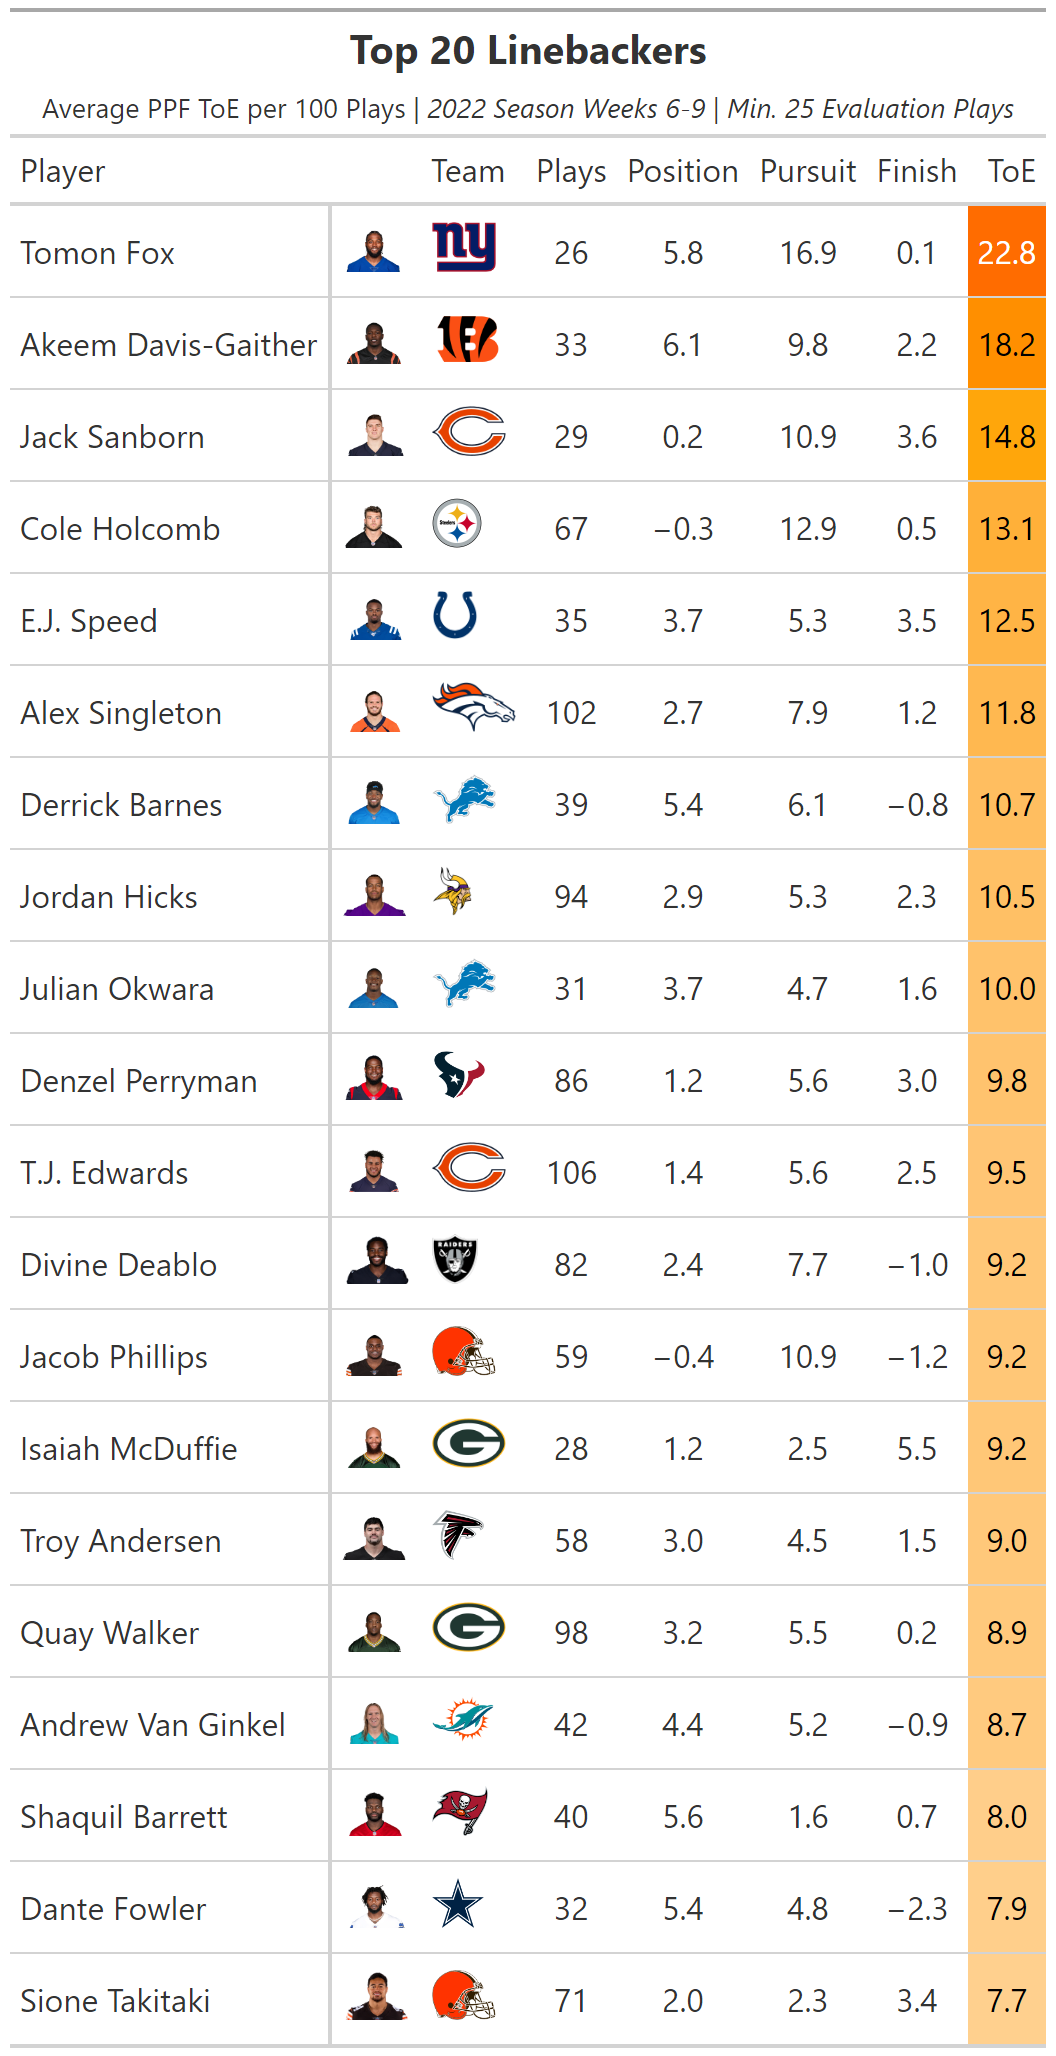 Top 20 Linebackers
Average PPF ToE per 100 Plays | 2022 Season Weeks 6-9 | Min. 25 Evaluation Plays
Player Team Plays Position Pursuit Finish ToE
Tomon Fox ny 26 5.8 16.9 0.1 22.8
Akeem Davis-Gaither B 33 6.1 9.8 2.2 18.2
Jack Sanborn C 29 0.2 10.9 3.6 14.8
Cole Holcomb Steelers 67 −0.3 12.9 0.5 13.1
E.J. Speed 35 3.7 5.3 3.5 12.5
Alex Singleton 102 2.7 7.9 1.2 11.8
Derrick Barnes 39 5.4 6.1 −0.8 10.7
Jordan Hicks 94 2.9 5.3 2.3 10.5
Julian Okwara 31 3.7 4.7 1.6 10.0
Denzel Perryman 86 1.2 5.6 3.0 9.8
T.J. Edwards C 106 1.4 5.6 2.5 9.5
Divine Deablo RAIDERS 82 2.4 7.7 −1.0 9.2
Jacob Phillips 59 −0.4 10.9 −1.2 9.2
Isaiah McDuffie G 28 1.2 2.5 5.5 9.2
Troy Andersen 58 3.0 4.5 1.5 9.0
Quay Walker G 98 3.2 5.5 0.2 8.9
Andrew Van Ginkel 42 4.4 5.2 −0.9 8.7
Shaquil Barrett 40 5.6 1.6 0.7 8.0
Dante Fowler 32 5.4 4.8 −2.3 7.9
Sione Takitaki 71 2.0 2.3 3.4 7.7